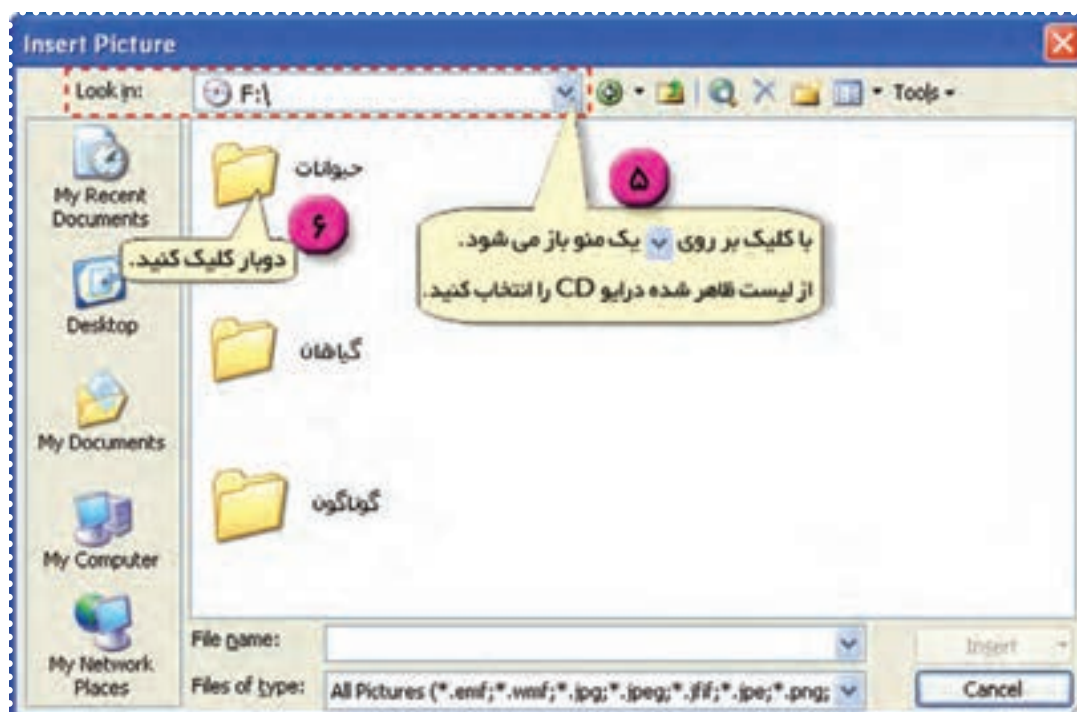 Insert Picture
Look in:
F:\
Tools
My Recent
Documents
Desktop
My Documents
My Computer
My Network
Places
حیوانات
۵
۶
دوبار کلیک کنید.
با کلیک بر روی یک منو باز می شود.
از لیست ظاهر شده درایو CD را انتخاب کنید.
گیاهان
گوناگون
File name:
Insert
Files of type:
All Pictures (*.emf;*.wmf;*.jpg;*.jpeg;*.jfif;*.jpe;*.png;
Cancel